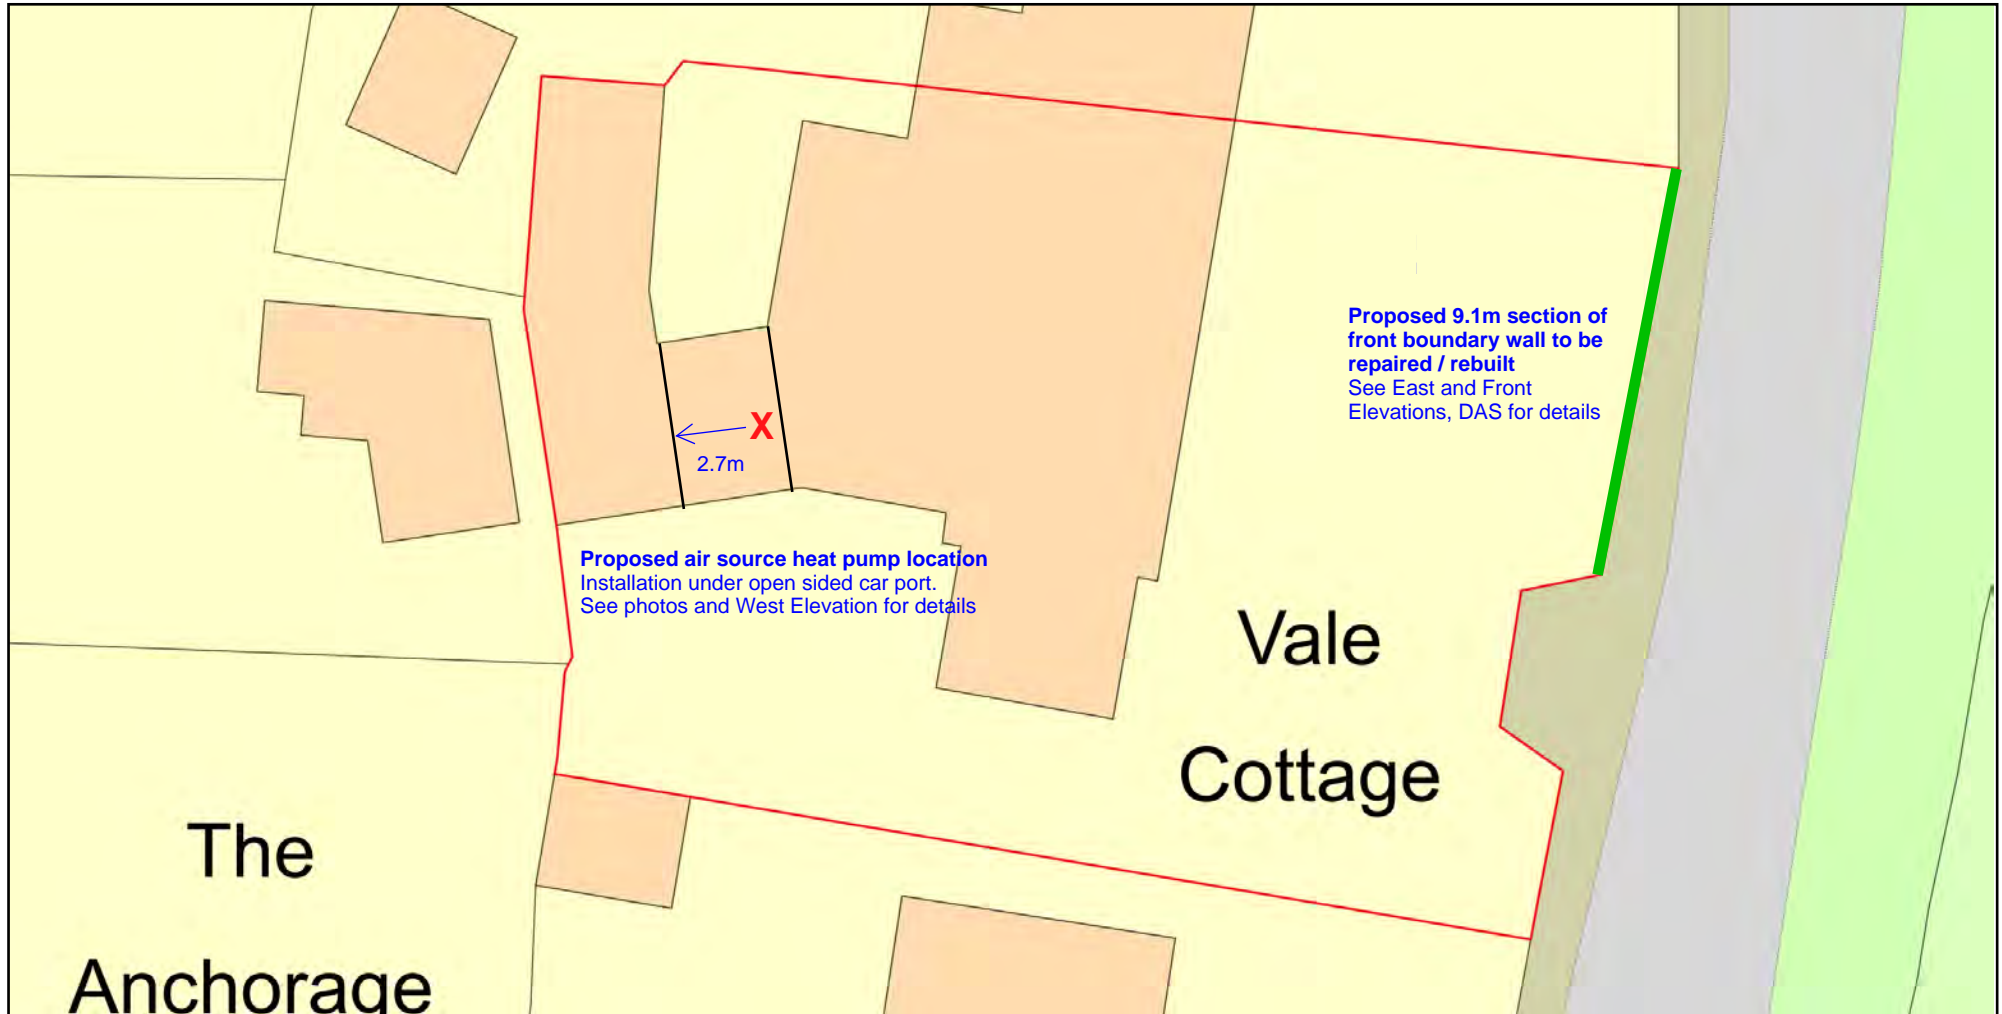 Proposed 9.1m section of
front boundary wall to be
repaired / rebuilt
See East and Front
Elevations, DAS for details
X
2.7m
Proposed air source heat pump location
Installation under open sided car port.
See photos and West Elevation for details
Vale
Cottage
The
Anchorage